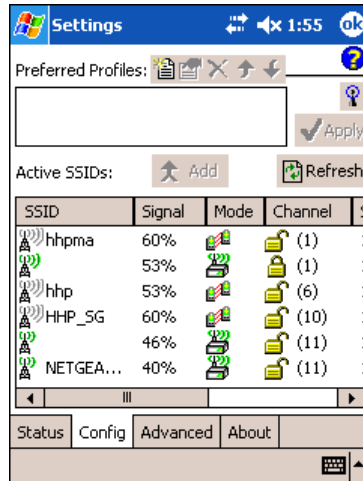 Settings 1:55 ok
Preferred Profiles:
?
Apply
Active SSIDs: Add Refresh
SSID Signal Mode Channel
hhpma 60% (1)
53% (1)
hhp 53% (6)
HHP_SG 60% (10)
46% (11)
NETGEA... 40% (11)
Status Config Advanced About